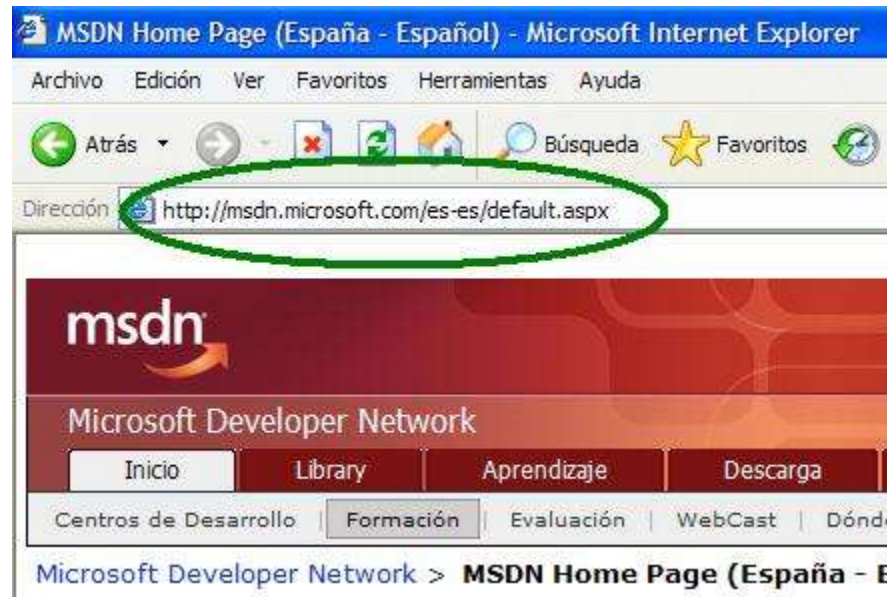 MSDN Home Page (España - Español) - Microsoft Internet Explorer
Archivo Edición Ver Favoritos Herramientas Ayuda
Atrás Búsqueda Favoritos
Dirección http://msdn.microsoft.com/es-es/default.aspx
msdn
Microsoft Developer Network
Inicio Library Aprendizaje Descarga
Centros de Desarrollo | Formación | Evaluación | WebCast |
Microsoft Developer Network > MSDN Home Page (España -